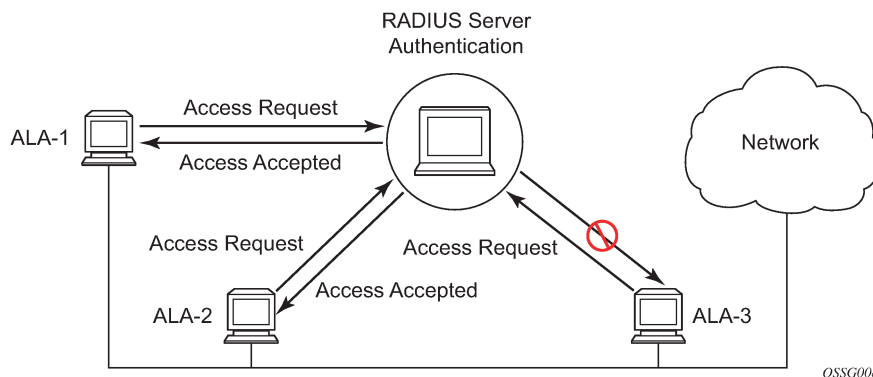 RADIUS Server
Authentication
Access Request
ALA-1
Access Accepted
Network
Access Request
Access Request
Access Accepted
ALA-2
ALA-3